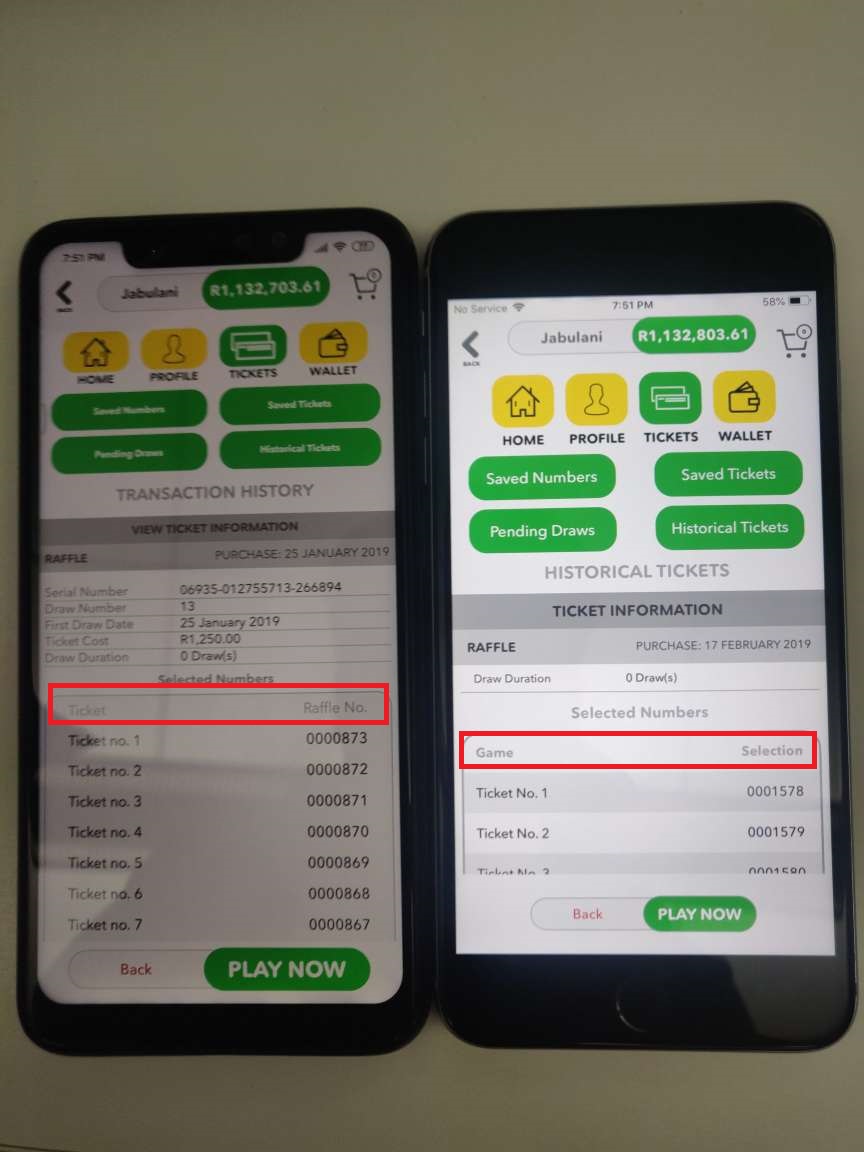 7:51 PM
BACK
Jabulani
R1,132,703.61
0
HOME
PROFILE
TICKETS
WALLET
Saved Numbers
Saved Tickets
Pending Draws
Historical Tickets
TRANSACTION HISTORY
VIEW TICKET INFORMATION
RAFFLE PURCHASE: 25 JANUARY 2019
Serial Number 06935-012755713-266894
Draw Number 13
First Draw Date 25 January 2019
Ticket Cost R1,250.00
Draw Duration 0 Draw(s)
Selected Numbers
Ticket Raffle No.
Ticket no. 1 0000873
Ticket no. 2 0000872
Ticket no. 3 0000871
Ticket no. 4 0000870
Ticket no. 5 0000869
Ticket no. 6 0000868
Ticket no. 7 0000867
Back PLAY NOW
No Service 7:51 PM 58%
BACK
Jabulani
R1,132,803.61
0
HOME
PROFILE
TICKETS
WALLET
Saved Numbers
Saved Tickets
Pending Draws
Historical Tickets
HISTORICAL TICKETS
TICKET INFORMATION
RAFFLE PURCHASE: 17 FEBRUARY 2019
Draw Duration 0 Draw(s)
Selected Numbers
Game Selection
Ticket No. 1 0001578
Ticket No. 2 0001579
Ticket No. 3 0001580
Back PLAY NOW